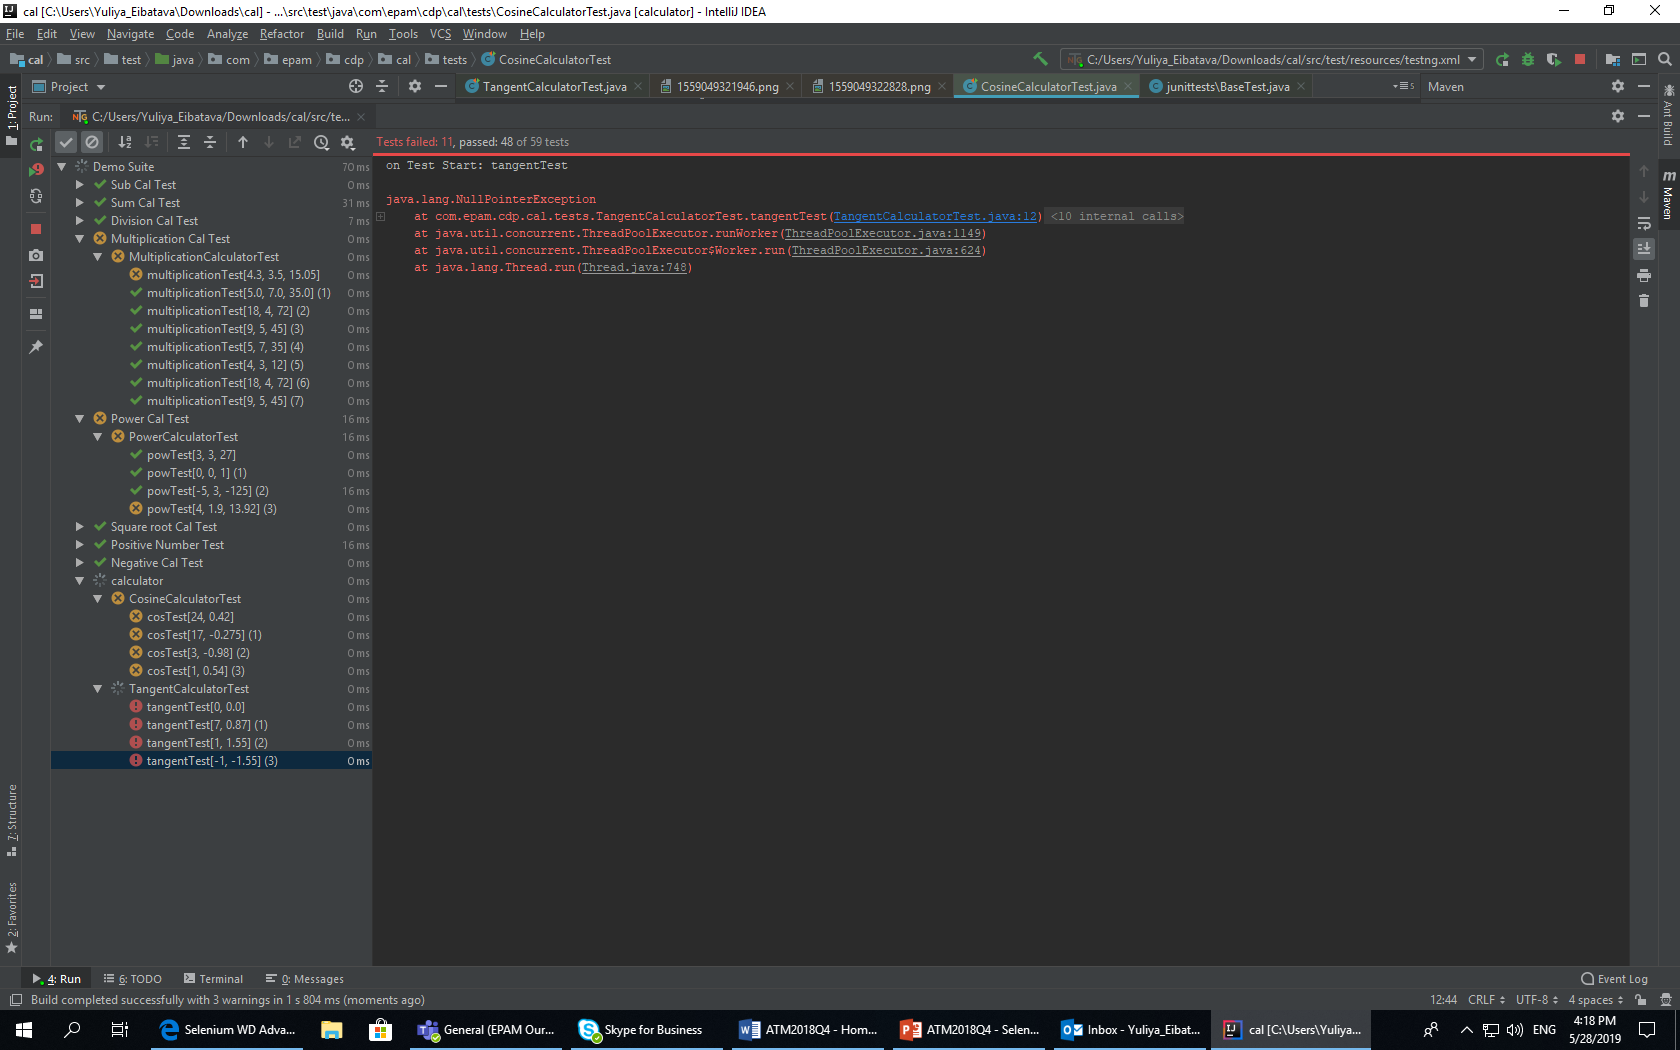 cal [C:\Users\Yuliya_Eibatava\Downloads\cal] - ...\src\test\java\com\epam\cdp\cal\tests\CosineCalculatorTest.java [calculator] - IntelliJ IDEA
File Edit View Navigate Code Analyze Refactor Build Run Tools VCS Window Help
cal src test java com epam cdp cal tests CosineCalculatorTest C:/Users/Yuliya_Eibatava/Downloads/cal/src/test/resources/testng.xml
1: Project
Project TangentCalculatorTest.java 1559049321946.png 1559049322828.png CosineCalculatorTest.java junittests\BaseTest.java 5 Maven
Run: C:/Users/Yuliya_Eibatava/Downloads/cal/src/te...
Ant Build
Maven
Tests failed: 11, passed: 48 of 59 tests
Demo Suite 70 ms
Sub Cal Test 0 ms
Sum Cal Test 31 ms
Division Cal Test 7 ms
Multiplication Cal Test 0 ms
MultiplicationCalculatorTest 0 ms
multiplicationTest[4.3, 3.5, 15.05] 0 ms
multiplicationTest[5.0, 7.0, 35.0] (1) 0 ms
multiplicationTest[18, 4, 72] (2) 0 ms
multiplicationTest[9, 5, 45] (3) 0 ms
multiplicationTest[5, 7, 35] (4) 0 ms
multiplicationTest[4, 3, 12] (5) 0 ms
multiplicationTest[18, 4, 72] (6) 0 ms
multiplicationTest[9, 5, 45] (7) 0 ms
Power Cal Test 16 ms
PowerCalculatorTest 16 ms
powTest[3, 3, 27] 0 ms
powTest[0, 0, 1] (1) 0 ms
powTest[-5, 3, -125] (2) 16 ms
powTest[4, 1.9, 13.92] (3) 0 ms
Square root Cal Test 0 ms
Positive Number Test 16 ms
Negative Cal Test 0 ms
calculator 0 ms
CosineCalculatorTest 0 ms
cosTest[24, 0.42] 0 ms
cosTest[17, -0.275] (1) 0 ms
cosTest[3, -0.98] (2) 0 ms
cosTest[1, 0.54] (3) 0 ms
TangentCalculatorTest 0 ms
tangentTest[0, 0.0] 0 ms
tangentTest[7, 0.87] (1) 0 ms
tangentTest[1, 1.55] (2) 0 ms
tangentTest[-1, -1.55] (3) 0 ms
on Test Start: tangentTest
java.lang.NullPointerException
at com.epam.cdp.cal.tests.TangentCalculatorTest.tangentTest(TangentCalculatorTest.java:12) <10 internal calls>
at java.util.concurrent.ThreadPoolExecutor.runWorker(ThreadPoolExecutor.java:1149)
at java.util.concurrent.ThreadPoolExecutor$Worker.run(ThreadPoolExecutor.java:624)
at java.lang.Thread.run(Thread.java:748)
7: Structure
2: Favorites
4: Run 6: TODO Terminal 0: Messages Event Log
Build completed successfully with 3 warnings in 1 s 804 ms (moments ago) 12:44 CRLF UTF-8 4 spaces
Selenium WD Adva... General (EPAM Our... Skype for Business ATM2018Q4 - Hom... ATM2018Q4 - Selen... Inbox - Yuliya_Eibat... cal [C:\Users\Yuliya... ENG 4:18 PM
5/28/2019